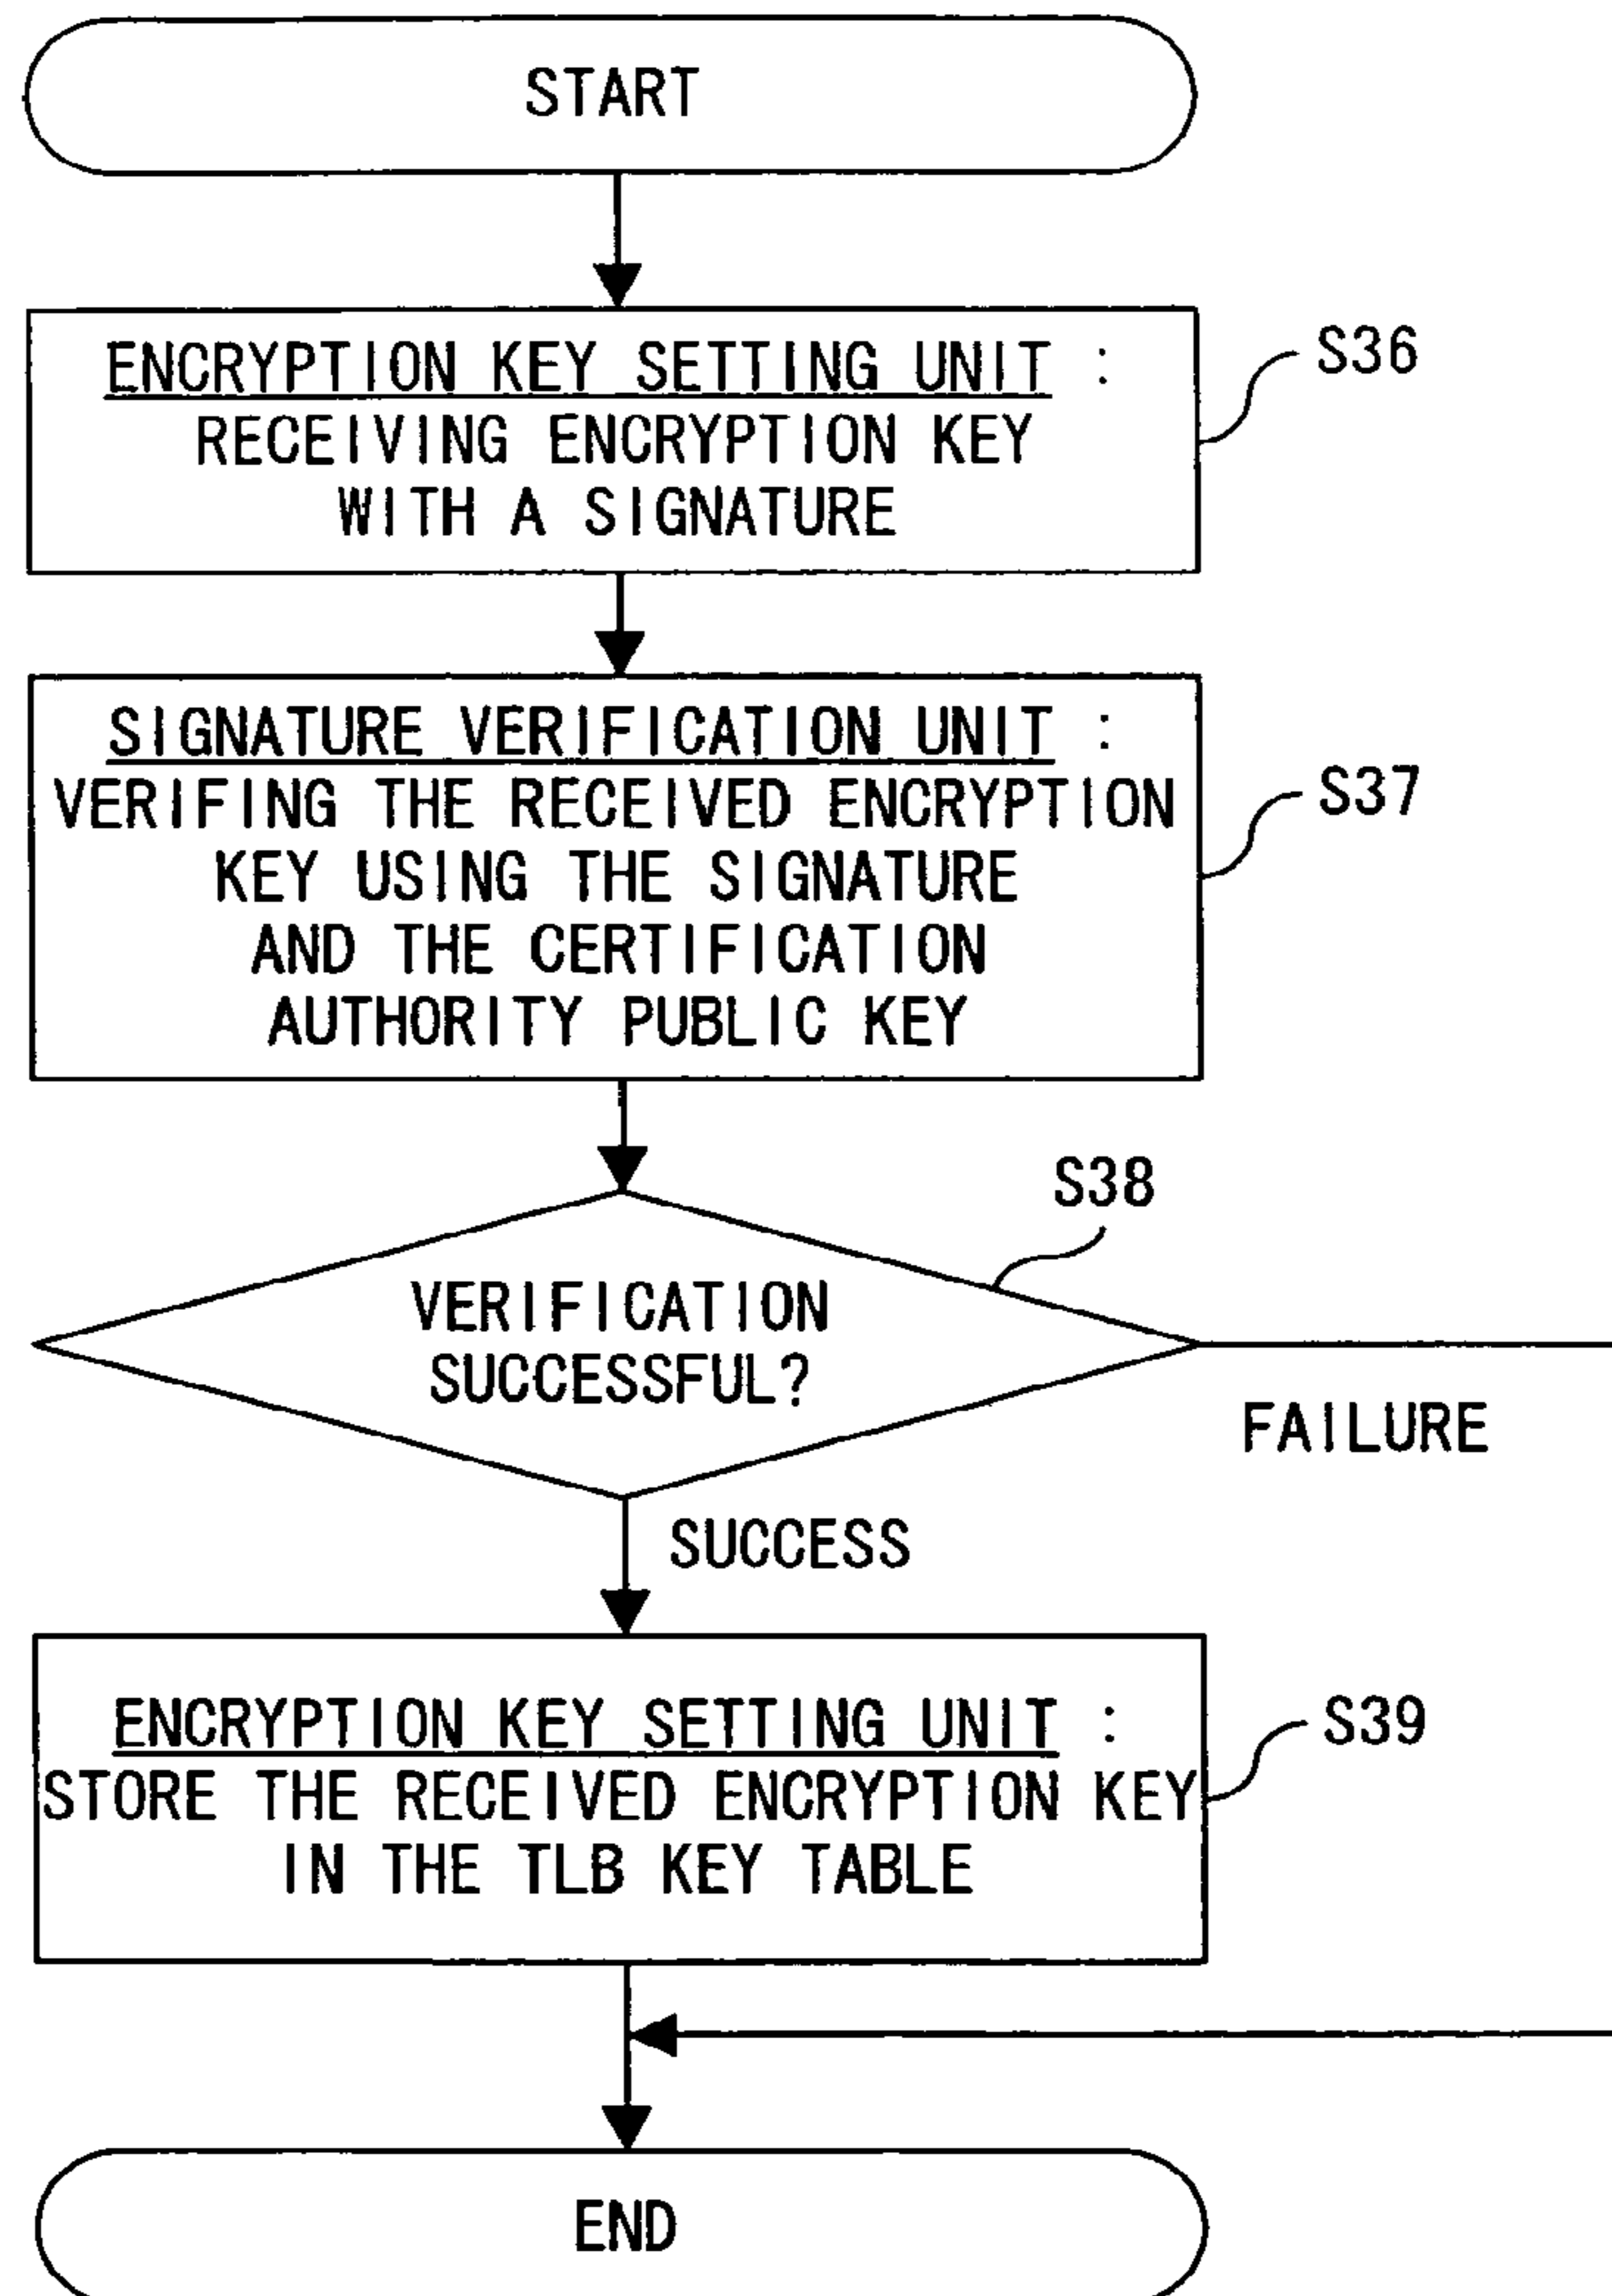 START
ENCRYPTION KEY SETTING UNIT :
RECEIVING ENCRYPTION KEY
WITH A SIGNATURE
S36
SIGNATURE VERIFICATION UNIT :
VERIFING THE RECEIVED ENCRYPTION
KEY USING THE SIGNATURE
AND THE CERTIFICATION
AUTHORITY PUBLIC KEY
S37
S38
VERIFICATION
SUCCESSFUL?
FAILURE
SUCCESS
ENCRYPTION KEY SETTING UNIT :
STORE THE RECEIVED ENCRYPTION KEY
IN THE TLB KEY TABLE
S39
END